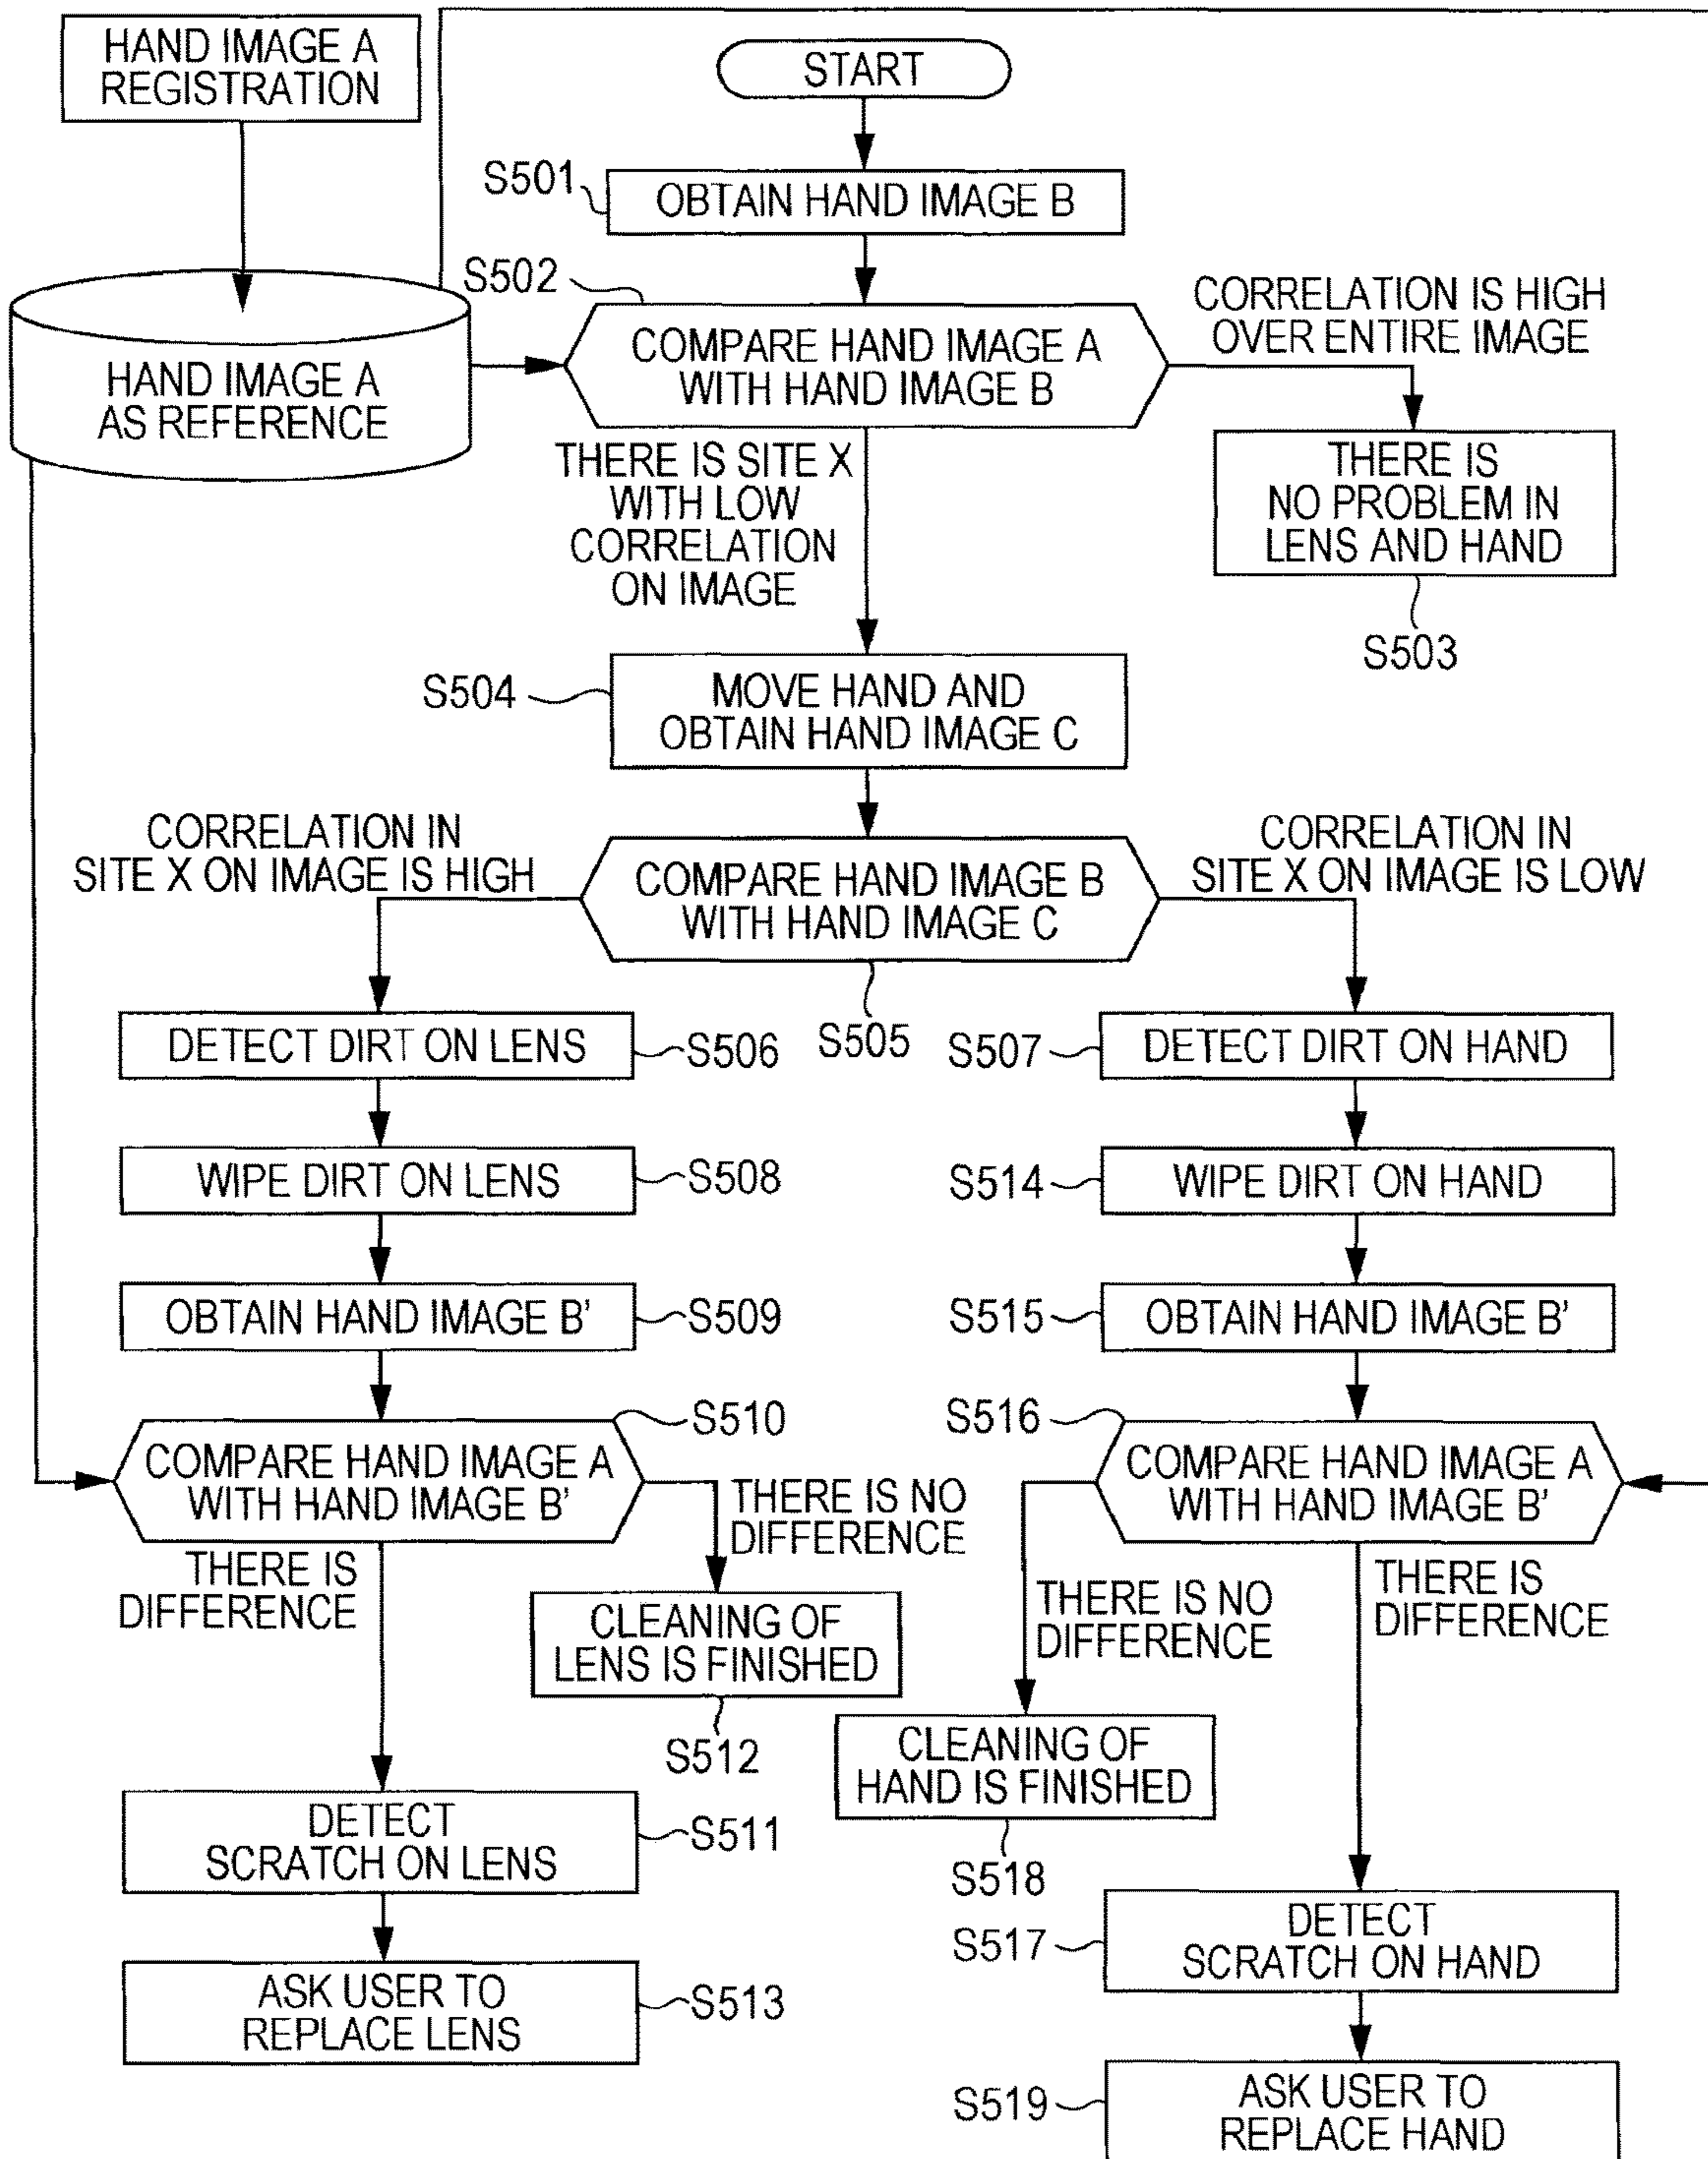 HAND IMAGE A
REGISTRATION
START
S501
OBTAIN HAND IMAGE B
S502
COMPARE HAND IMAGE A
WITH HAND IMAGE B
CORRELATION IS HIGH
OVER ENTIRE IMAGE
HAND IMAGE A
AS REFERENCE
THERE IS SITE X
WITH LOW
CORRELATION
ON IMAGE
THERE IS
NO PROBLEM IN
LENS AND HAND
S503
S504
MOVE HAND AND
OBTAIN HAND IMAGE C
CORRELATION IN
SITE X ON IMAGE IS HIGH
COMPARE HAND IMAGE B
WITH HAND IMAGE C
CORRELATION IN
SITE X ON IMAGE IS LOW
S505
DETECT DIRT ON LENS
S506
S507
DETECT DIRT ON HAND
WIPE DIRT ON LENS
S508
S514
WIPE DIRT ON HAND
OBTAIN HAND IMAGE B'
S509
S515
OBTAIN HAND IMAGE B'
S510
S516
COMPARE HAND IMAGE A
WITH HAND IMAGE B'
THERE IS NO
DIFFERENCE
COMPARE HAND IMAGE A
WITH HAND IMAGE B'
THERE IS
DIFFERENCE
CLEANING OF
LENS IS FINISHED
S512
THERE IS NO
DIFFERENCE
THERE IS
DIFFERENCE
CLEANING OF
HAND IS FINISHED
S518
DETECT
SCRATCH ON LENS
S511
S517
DETECT
SCRATCH ON HAND
ASK USER TO
REPLACE LENS
S513
S519
ASK USER TO
REPLACE HAND